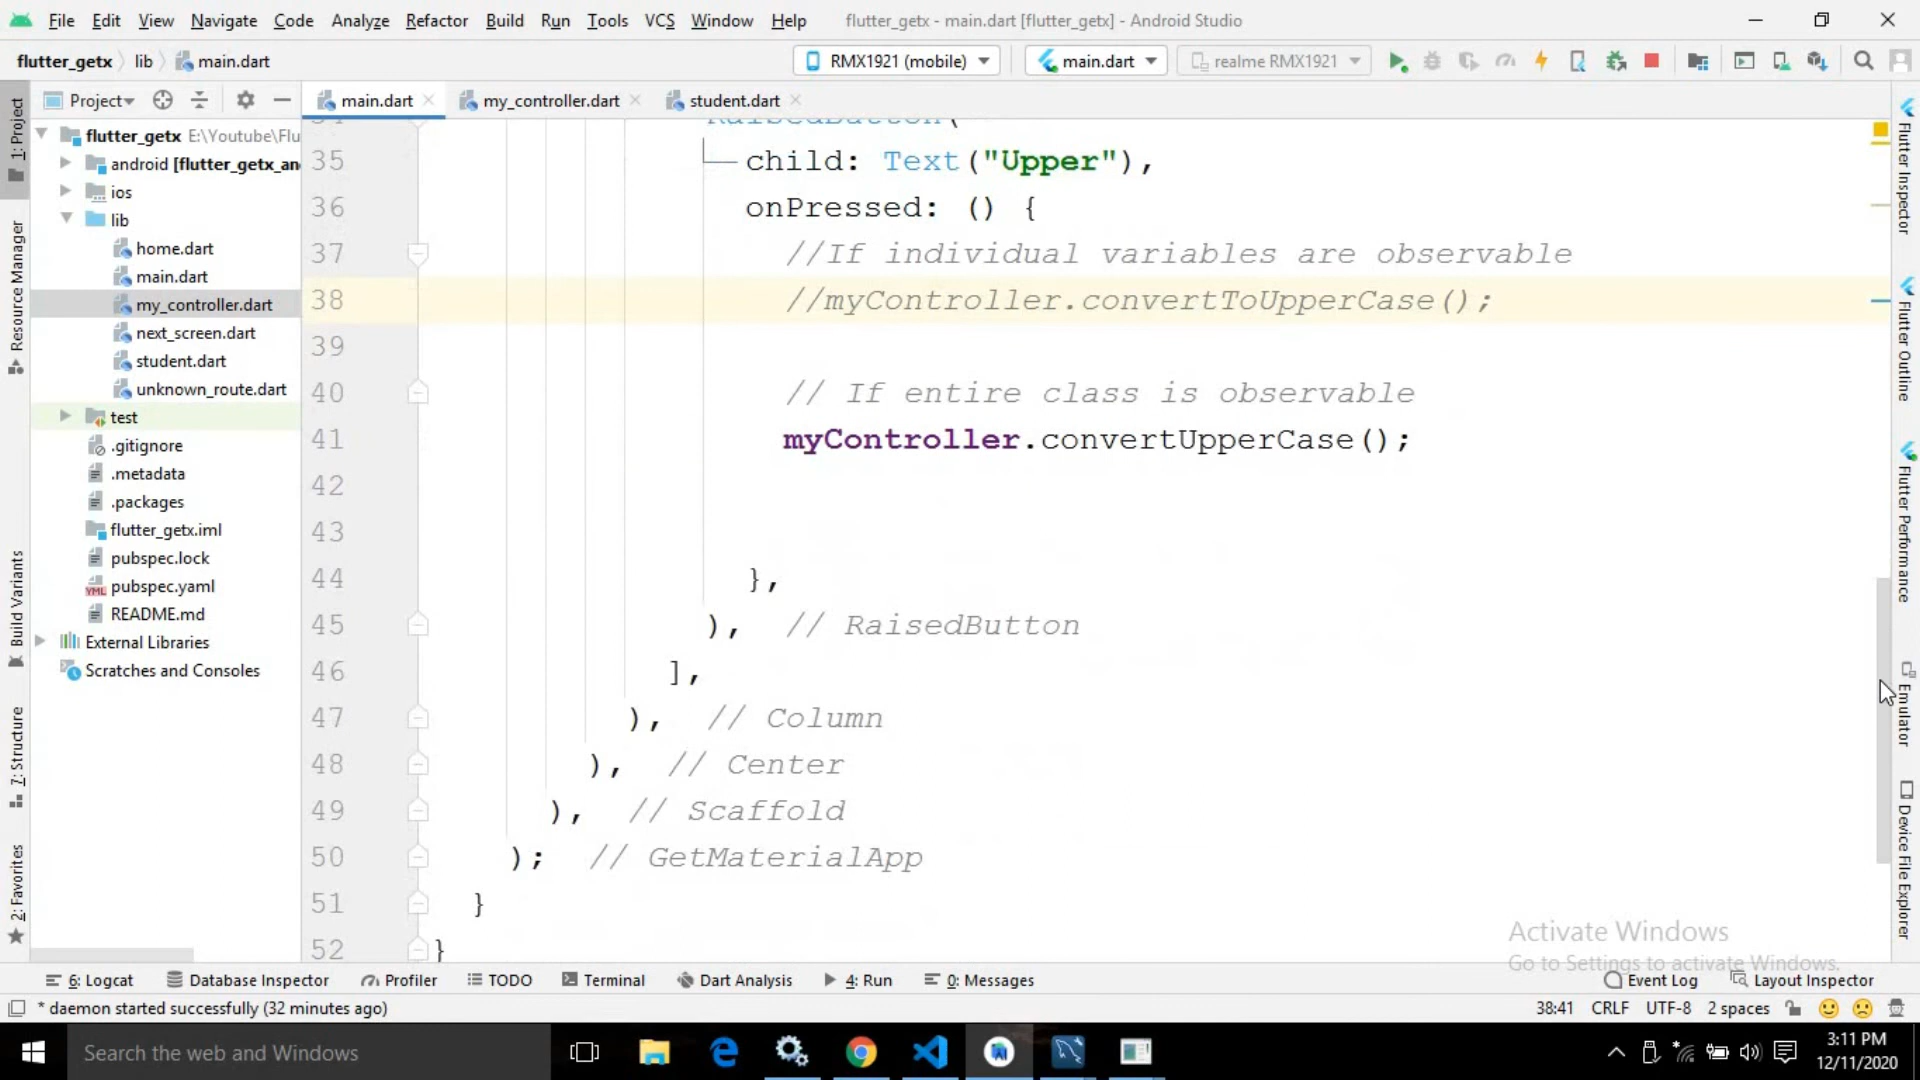 File Edit View Navigate Code Analyze Refactor Build Run Tools VCS Window Help flutter_getx - main.dart [flutter_getx] - Android Studio
flutter_getx lib main.dart RMX1921 (mobile) main.dart realme RMX1921
Project main.dart my_controller.dart student.dart
1: Project
Resource Manager
Build Variants
7: Structure
2: Favorites
flutter_getx E:\Youtube\Flu
android [flutter_getx_an
ios
lib
home.dart
main.dart
my_controller.dart
next_screen.dart
student.dart
unknown_route.dart
test
.gitignore
.metadata
.packages
flutter_getx.iml
pubspec.lock
pubspec.yaml
README.md
External Libraries
Scratches and Consoles
34 RaisedButton(
35 child: Text("Upper"),
36 onPressed: () {
37 //If individual variables are observable
38 //myController.convertToUpperCase();
39
40 // If entire class is observable
41 myController.convertUpperCase();
42
43
44 },
45 ), // RaisedButton
46 ],
47 ), // Column
48 ), // Center
49 ), // Scaffold
50 ); // GetMaterialApp
51 }
52 }
Flutter Inspector
Flutter Outline
Flutter Performance
Emulator
Device File Explorer
Activate Windows
Go to Settings to activate Windows.
6: Logcat Database Inspector Profiler TODO Terminal Dart Analysis 4: Run 0: Messages Event Log Layout Inspector
* daemon started successfully (32 minutes ago) 38:41 CRLF UTF-8 2 spaces
Search the web and Windows
3:11 PM
12/11/2020